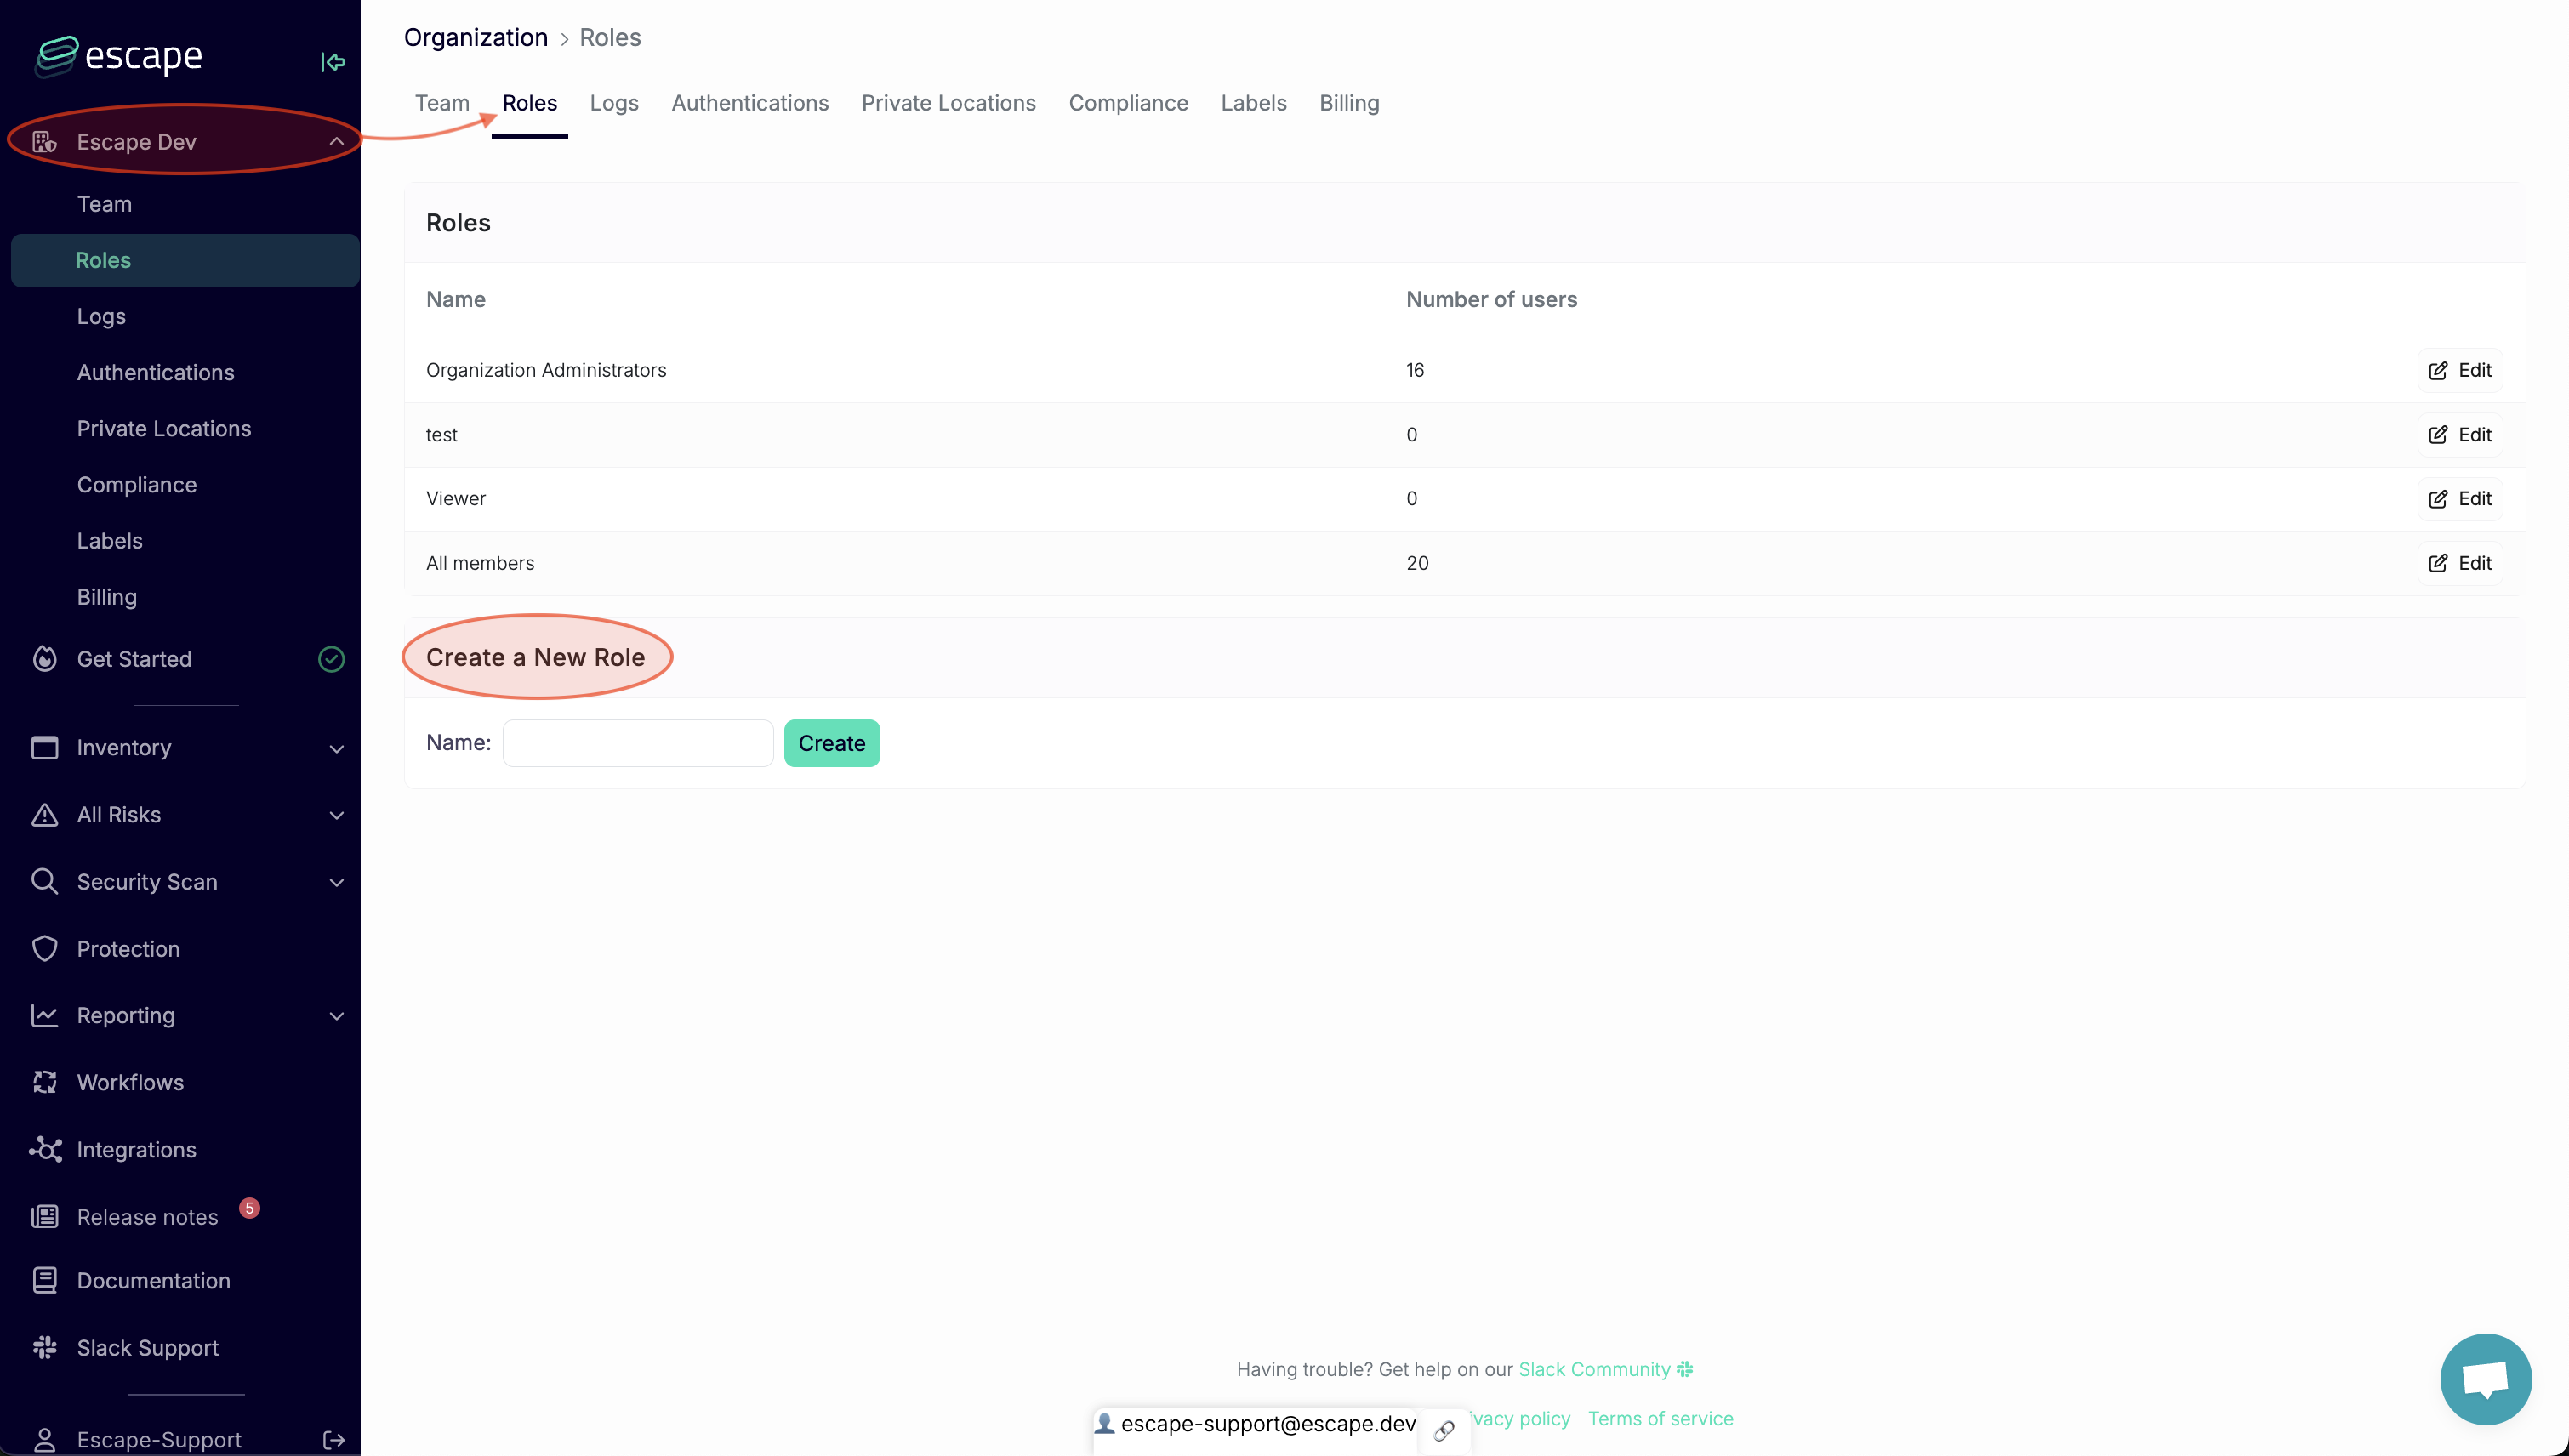 escape
Escape Dev
Team
Roles
Logs
Authentications
Private Locations
Compliance
Labels
Billing
Get Started
Inventory
All Risks
Security Scan
Protection
Reporting
Workflows
Integrations
Release notes 5
Documentation
Slack Support
Escape-Support
Organization > Roles
Team Roles Logs Authentications Private Locations Compliance Labels Billing
Roles
Name Number of users
Organization Administrators 16 Edit
test 0 Edit
Viewer 0 Edit
All members 20 Edit
Create a New Role
Name: Create
Having trouble? Get help on our Slack Community
escape-support@escape.dev ivacy policy Terms of service